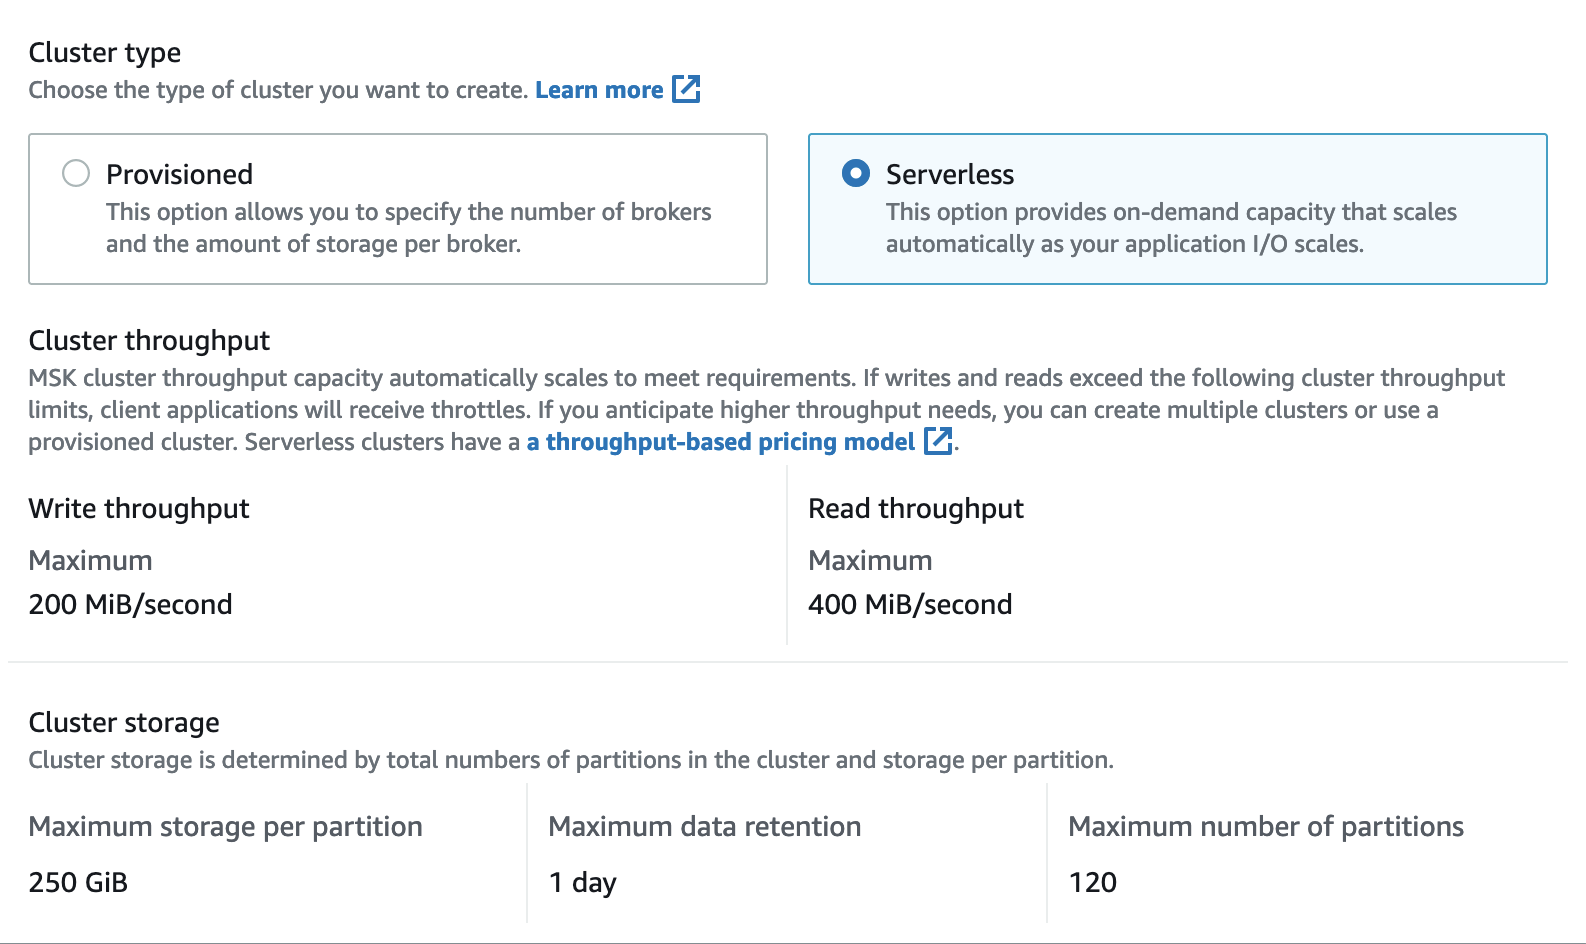 Cluster type
Choose the type of cluster you want to create. Learn more
Provisioned
This option allows you to specify the number of brokers
and the amount of storage per broker.
Serverless
This option provides on-demand capacity that scales
automatically as your application I/O scales.
Cluster throughput
MSK cluster throughput capacity automatically scales to meet requirements. If writes and reads exceed the following cluster throughput
limits, client applications will receive throttles. If you anticipate higher throughput needs, you can create multiple clusters or use a
provisioned cluster. Serverless clusters have a a throughput-based pricing model.
Write throughput
Maximum
200 MiB/second
Read throughput
Maximum
400 MiB/second
Cluster storage
Cluster storage is determined by total numbers of partitions in the cluster and storage per partition.
Maximum storage per partition
250 GiB
Maximum data retention
1 day
Maximum number of partitions
120